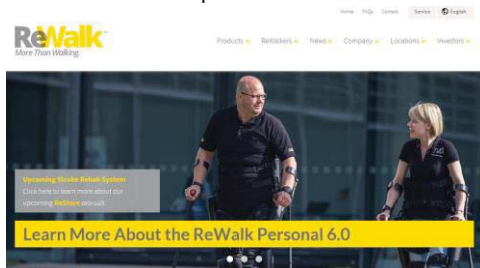 Home FAQs Contact Service English
ReWalk
More Than Walking.
Products ReWalkers News Company Locations Investors
Upcoming Stroke Rehab System
Click here to learn more about our
upcoming ReStore exo-suit
Learn More About the ReWalk Personal 6.0